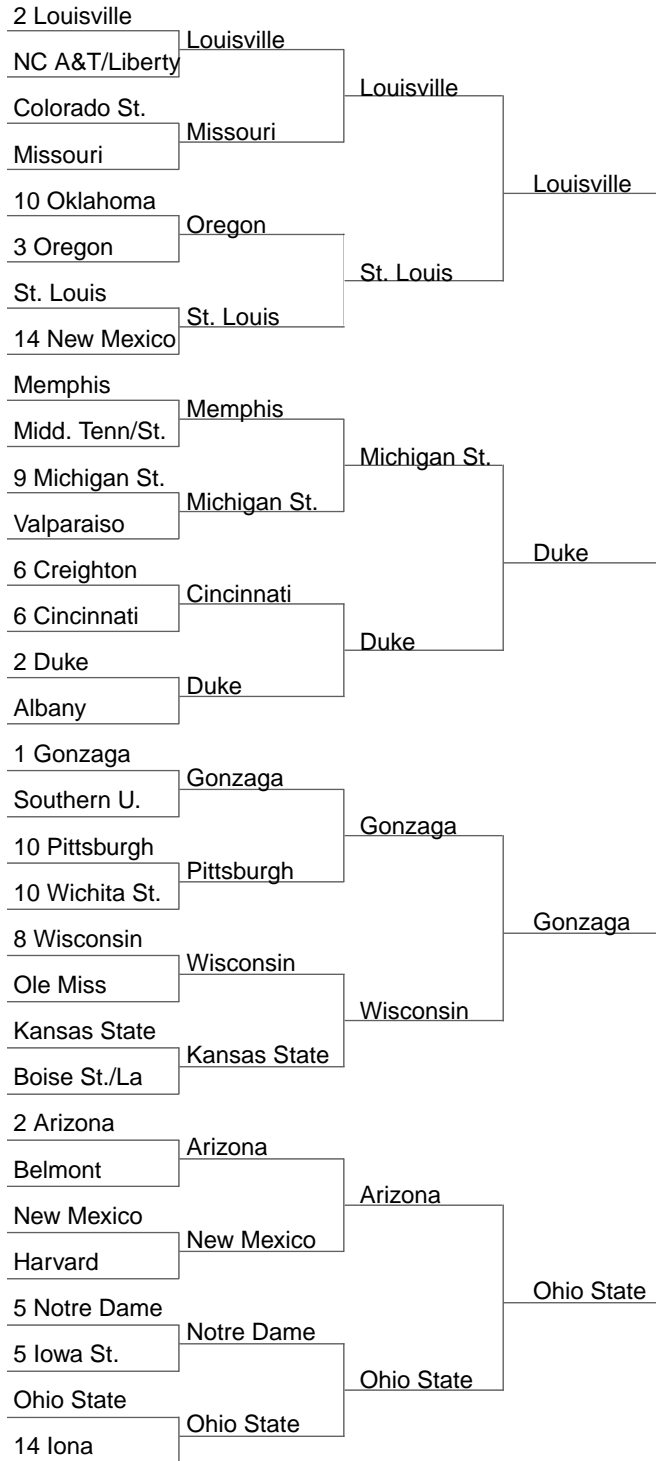 2 Louisville
Louisville
NC A&T/Liberty
Louisville
Colorado St.
Missouri
Missouri
Louisville
10 Oklahoma
Oregon
3 Oregon
St. Louis
St. Louis
St. Louis
14 New Mexico
Memphis
Memphis
Midd. Tenn/St.
Michigan St.
9 Michigan St.
Michigan St.
Valparaiso
Duke
6 Creighton
Cincinnati
6 Cincinnati
Duke
2 Duke
Duke
Albany
1 Gonzaga
Gonzaga
Southern U.
Gonzaga
10 Pittsburgh
Pittsburgh
10 Wichita St.
Gonzaga
8 Wisconsin
Wisconsin
Ole Miss
Wisconsin
Kansas State
Kansas State
Boise St./La
2 Arizona
Arizona
Belmont
Arizona
New Mexico
New Mexico
Harvard
Ohio State
5 Notre Dame
Notre Dame
5 Iowa St.
Ohio State
Ohio State
Ohio State
14 Iona